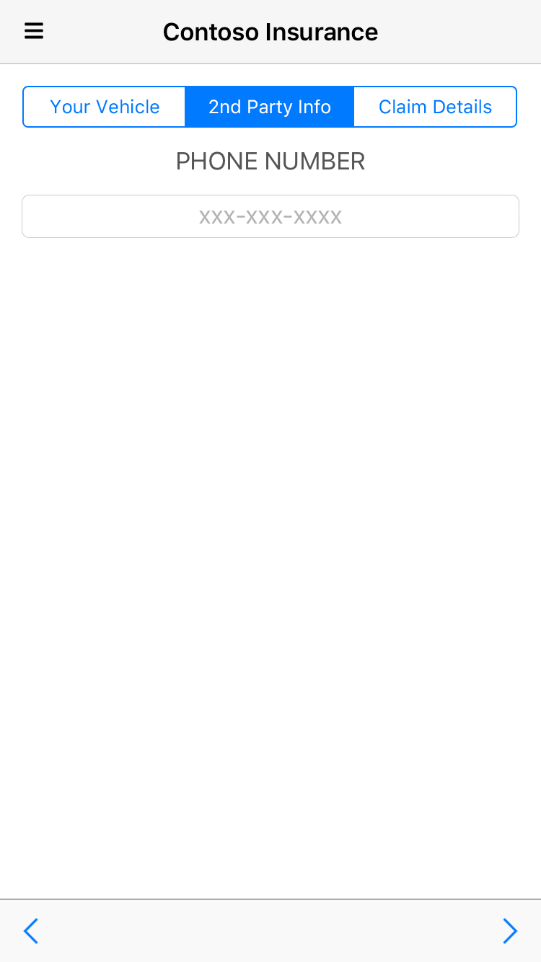 Contoso Insurance
Your Vehicle 2nd Party Info Claim Details
PHONE NUMBER
xxx-xxx-xxxx